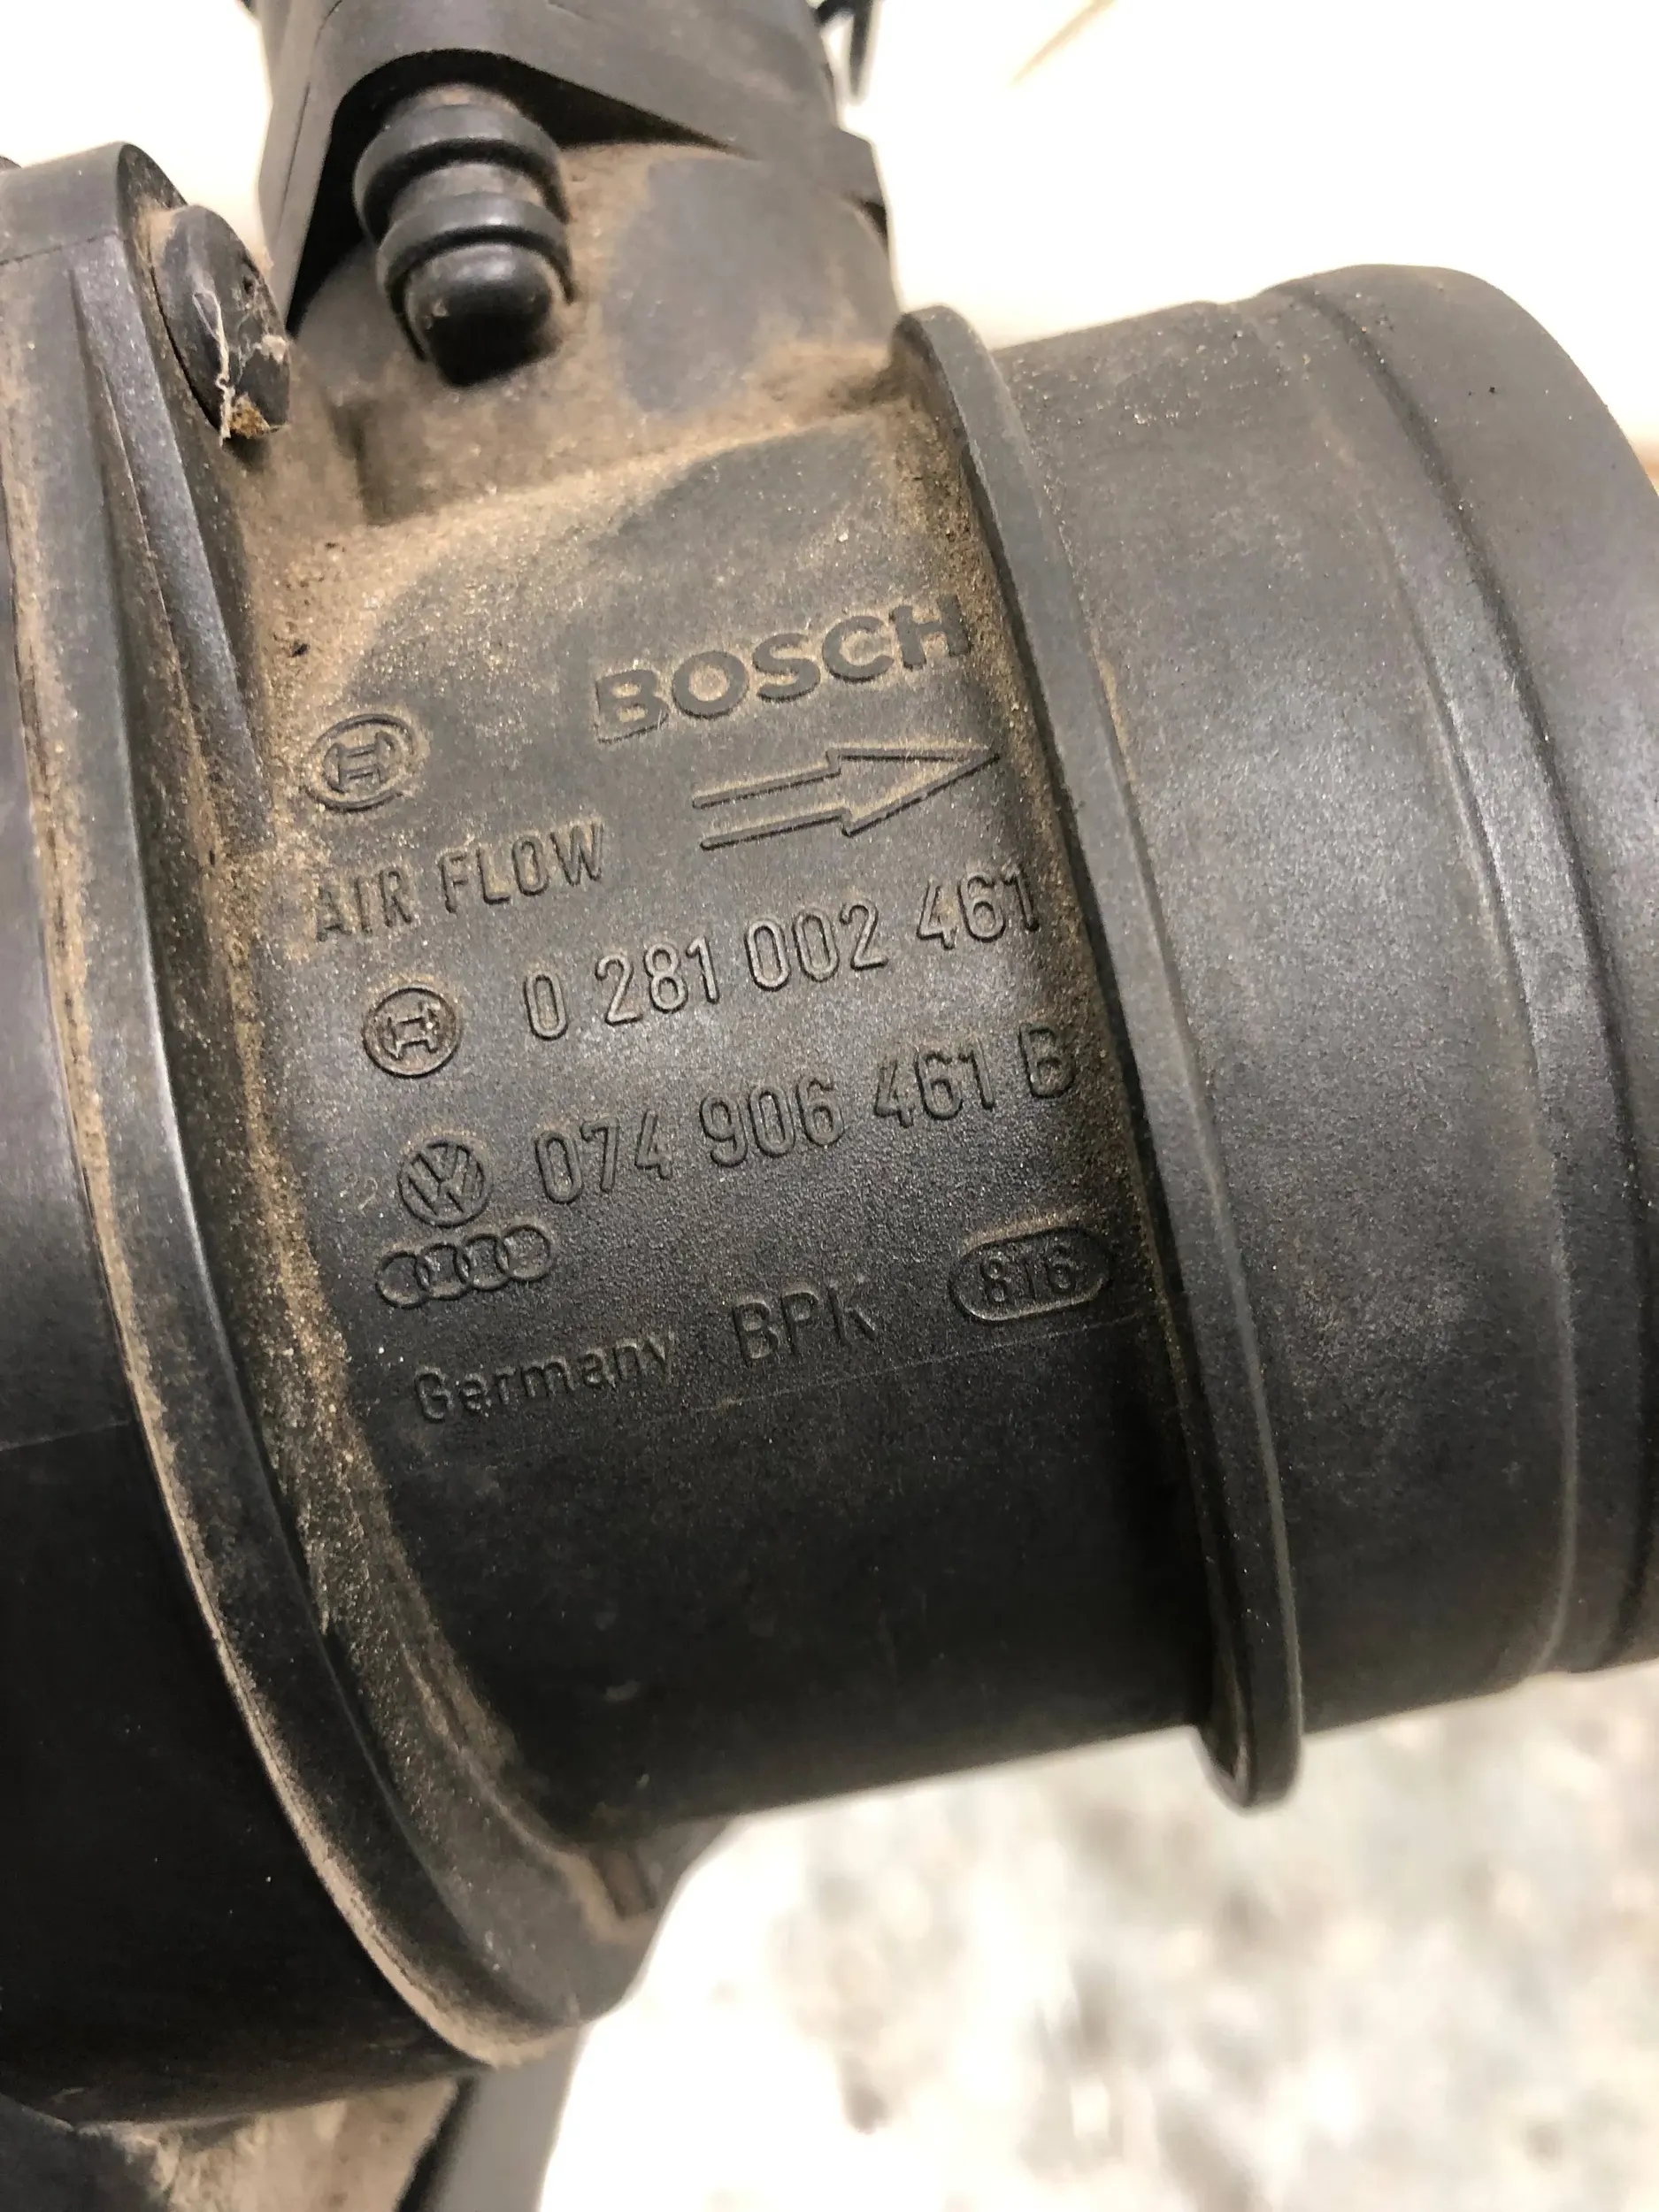 BOSCH
AIR FLOW
0 281 002 461
074 906 461 B
Germany BPK 816